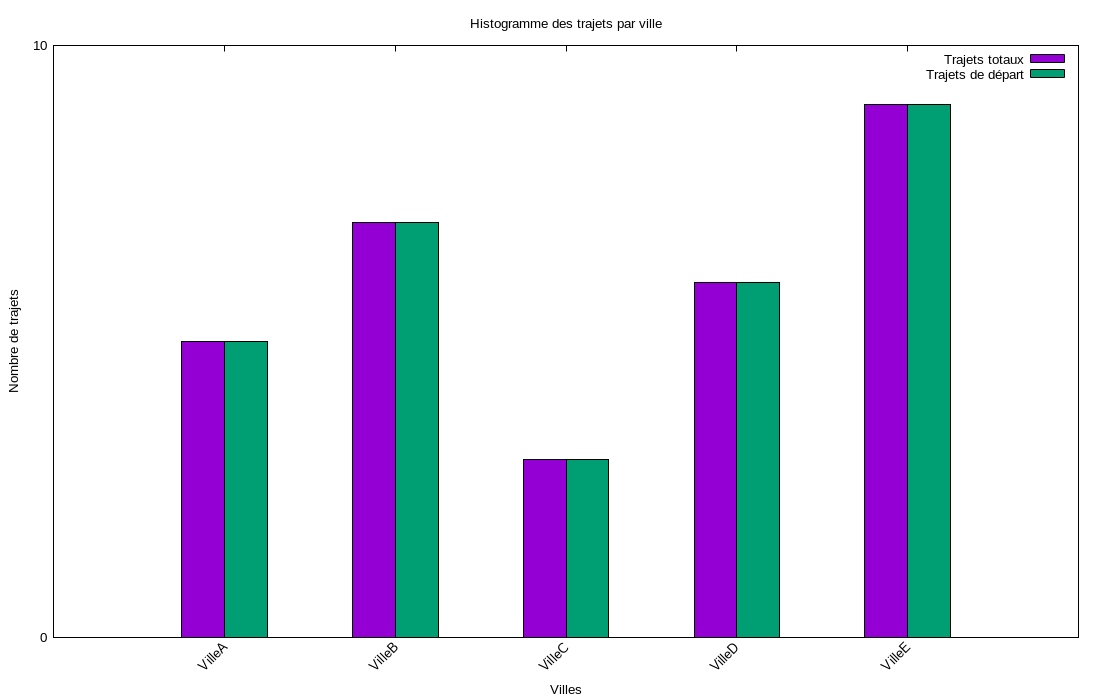 Histogramme des trajets par ville
10
Trajets totaux
Trajets de départ
Nombre de trajets
0
VilleA
VilleB
VilleC
VilleD
VilleE
Villes